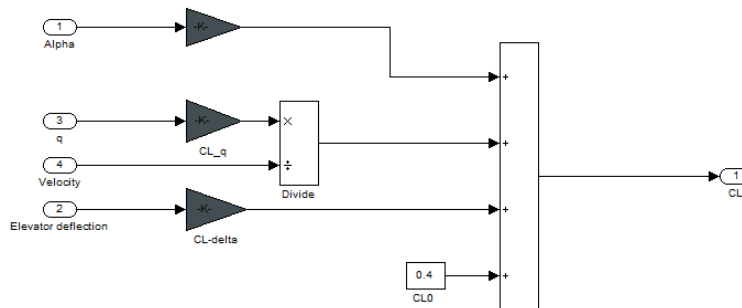 1
-K-
Alpha
+
3
-K-
×
q
CL_q
+
4
÷
Velocity
Divide
2
-K-
+
Elevator deflection
CL-delta
1
CL
0.4
+
CL0